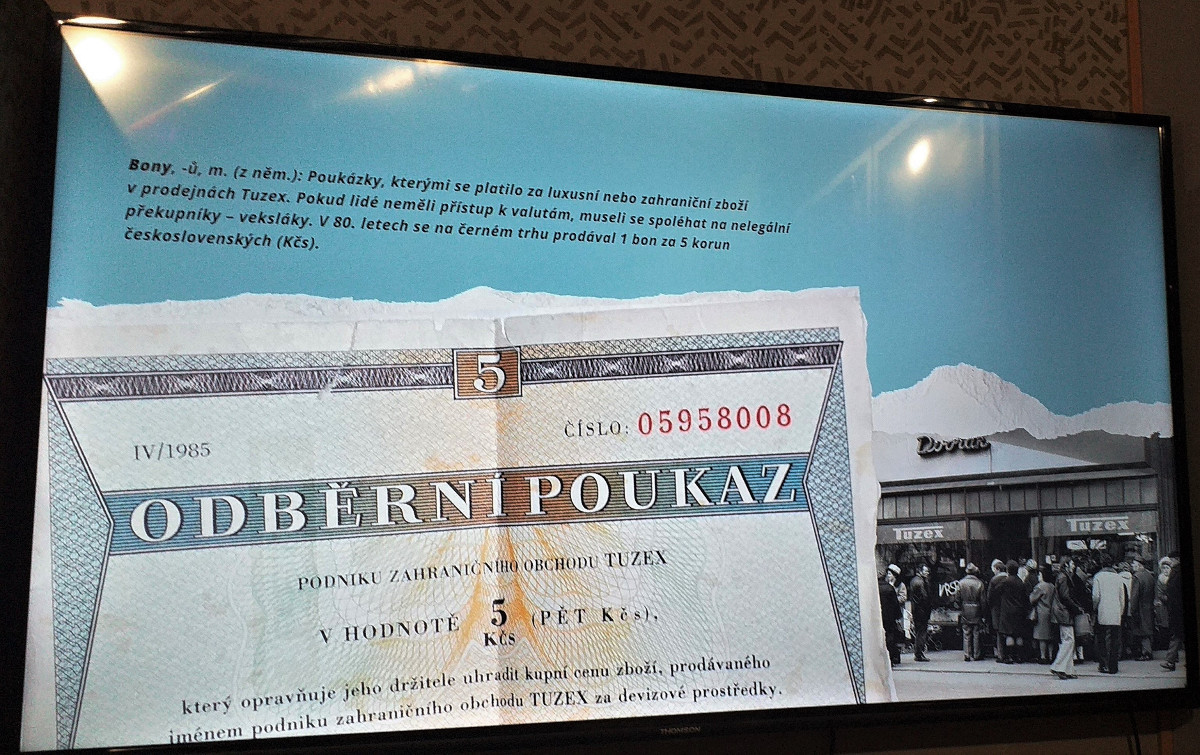 Bony, -ů, m. (z něm.): Poukázky, kterými se platilo za luxusní nebo zahraniční zboží
v prodejnách Tuzex. Pokud lidé neměli přístup k valutám, museli se spoléhat na nelegální
překupníky – veksláky. V 80. letech se na černém trhu prodával 1 bon za 5 korun
československých (Kčs).
5
IV/1985
ČÍSLO: 05958008
ODBĚRNÍ POUKAZ
PODNIKU ZAHRANIČNÍHO OBCHODU TUZEX
V HODNOTĚ 5 (PĚT Kčs),
KČS
který opravňuje jeho držitele uhradit kupní cenu zboží, prodávaného
jménem podniku zahraničního obchodu TUZEX za devizové prostředky.
Tuzex
Tuzex
THOMSON